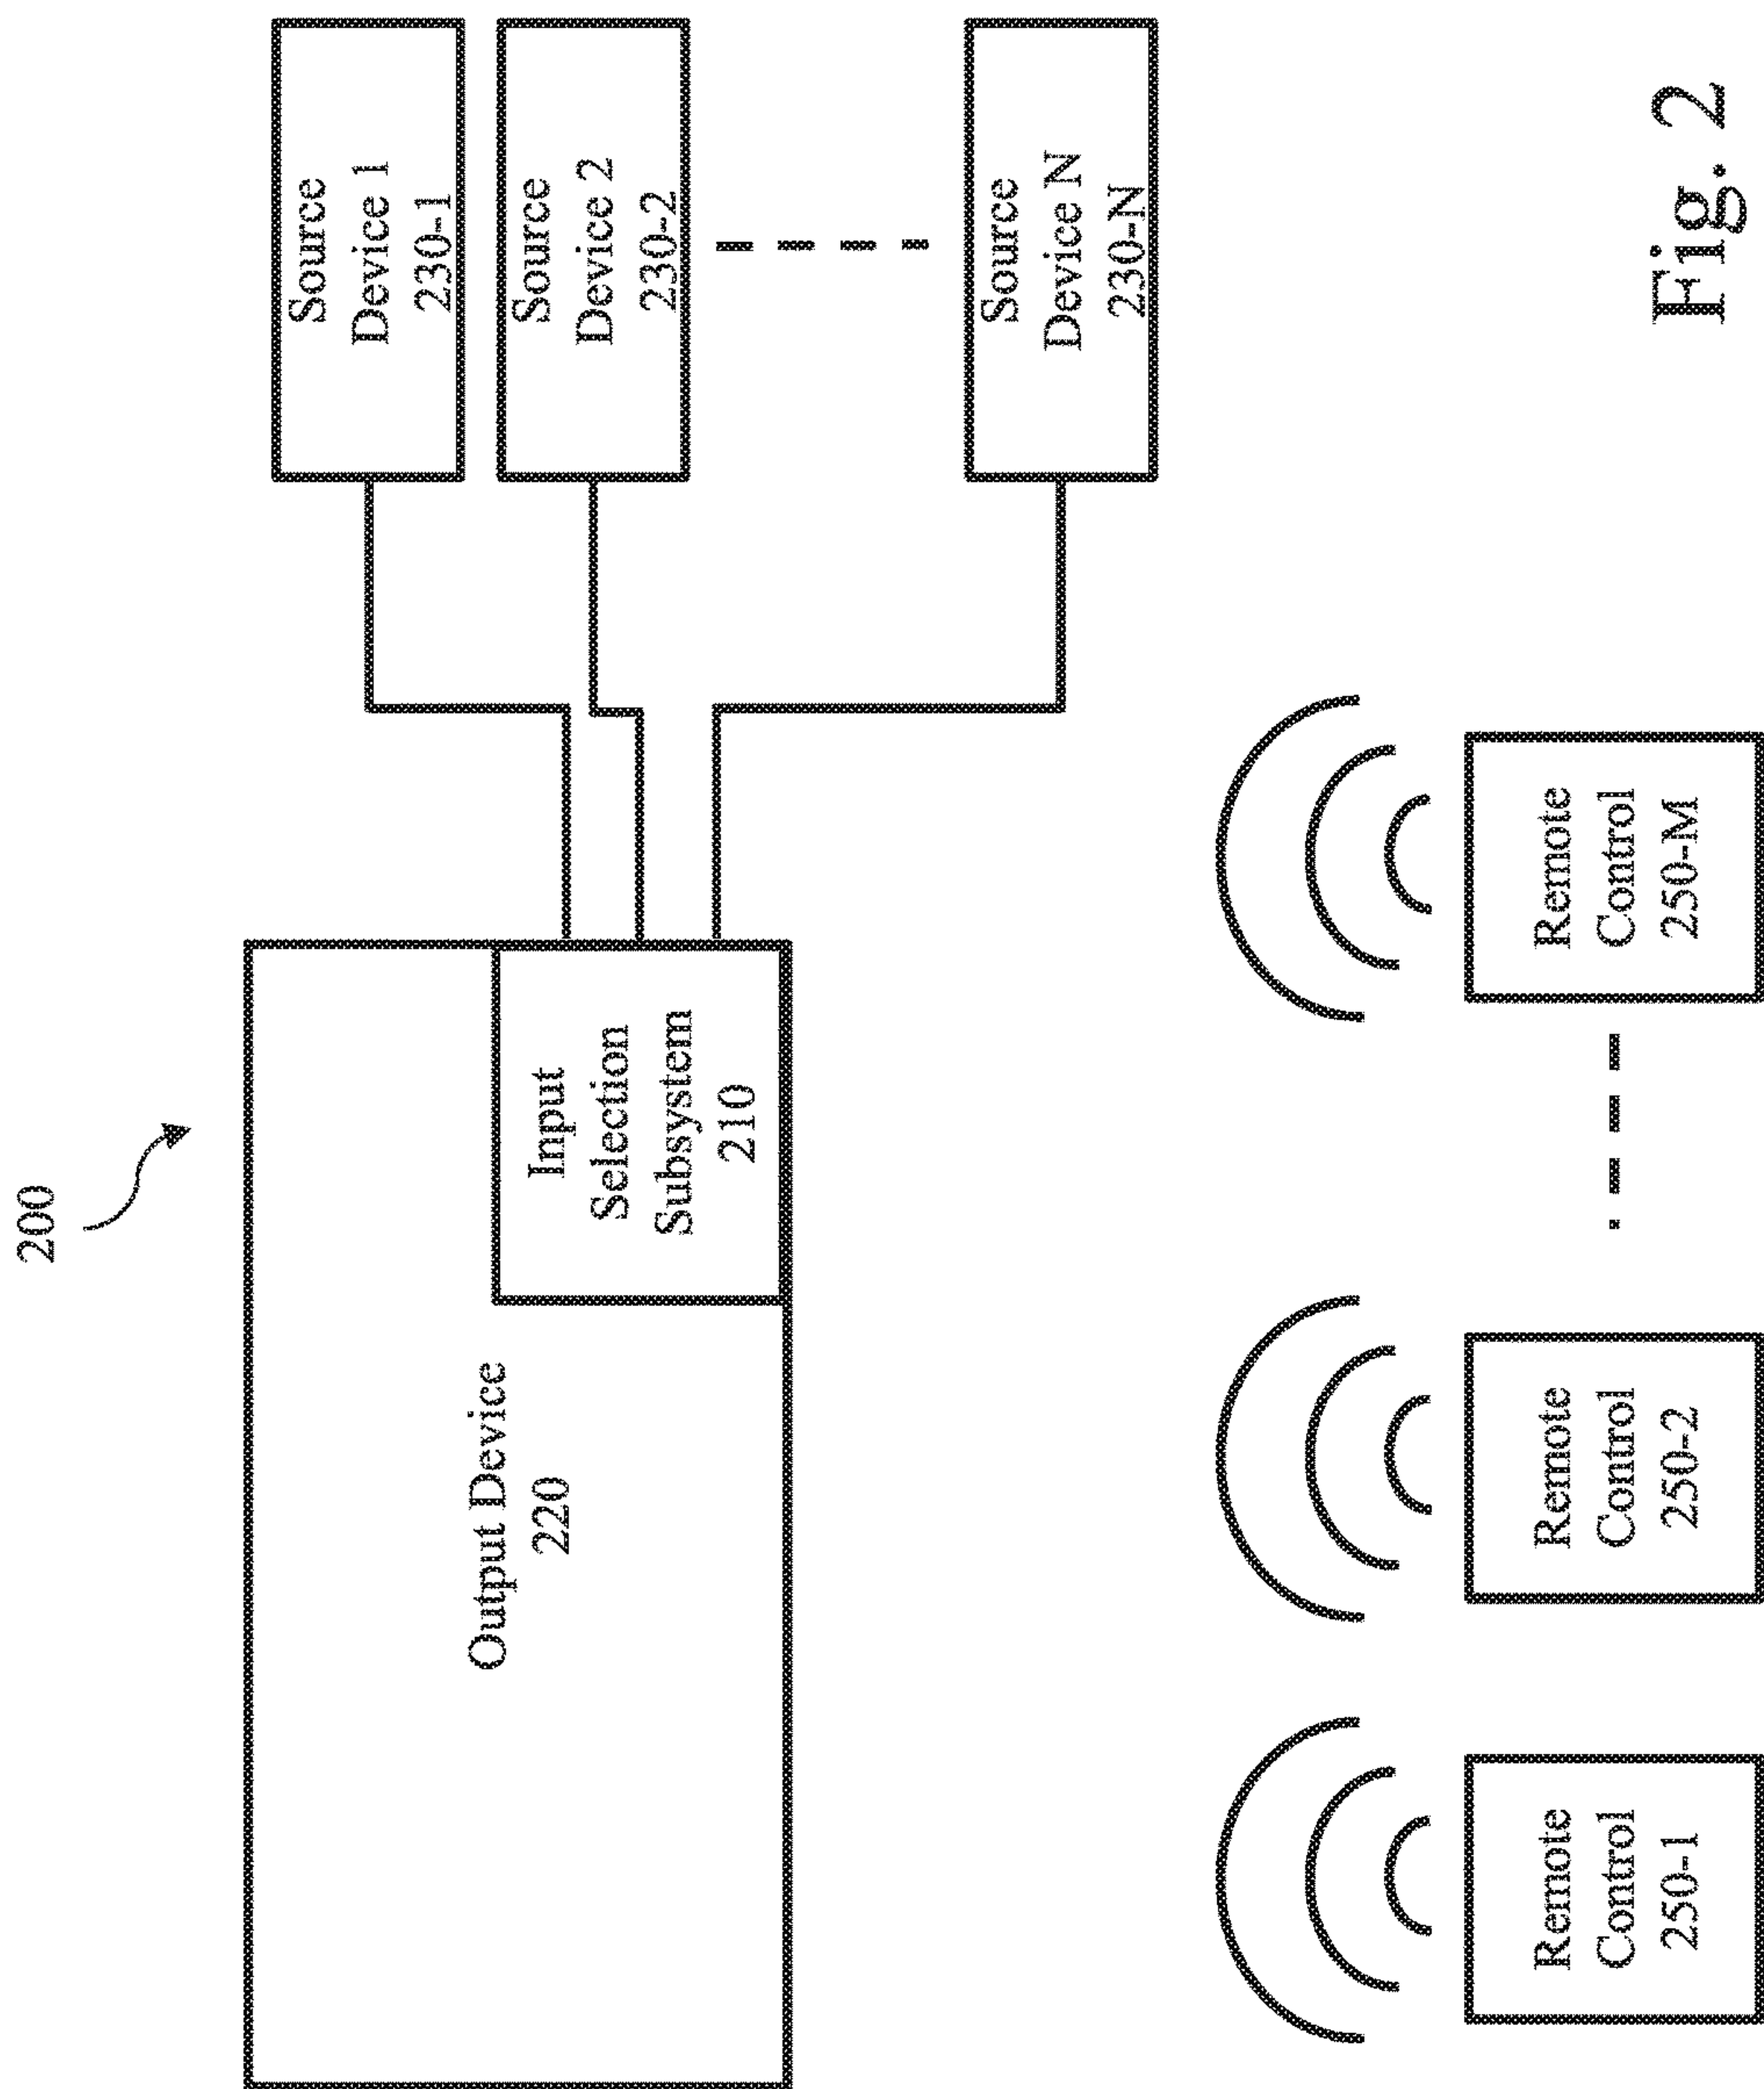 200
Output Device
220
Input
Selection
Subsystem
210
Source
Device 1
230-1
Source
Device 2
230-2
Source
Device N
230-N
Remote
Control
250-1
Remote
Control
250-2
Remote
Control
250-M
Fig. 2